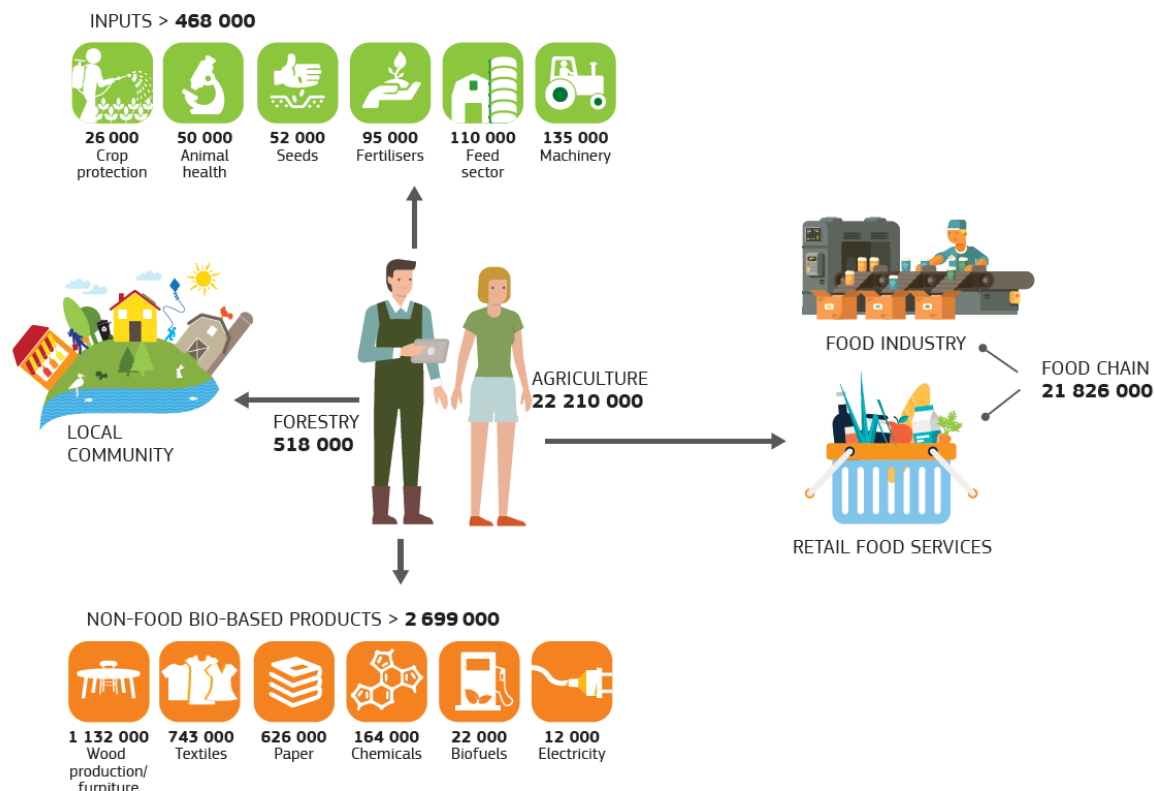 INPUTS > 468 000
26 000
Crop
protection
50 000
Animal
health
52 000
Seeds
95 000
Fertilisers
110 000
Feed
sector
135 000
Machinery
FOOD INDUSTRY
FOOD CHAIN
21 826 000
AGRICULTURE
22 210 000
FORESTRY
518 000
LOCAL
COMMUNITY
RETAIL FOOD SERVICES
NON-FOOD BIO-BASED PRODUCTS > 2 699 000
1 132 000
Wood
production/
furniture
743 000
Textiles
626 000
Paper
164 000
Chemicals
22 000
Biofuels
12 000
Electricity